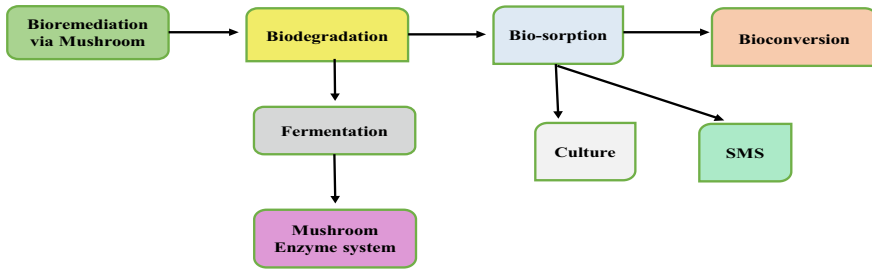 Bioremediation
via Mushroom
Biodegradation
Bio-sorption
Bioconversion
Fermentation
Culture
SMS
Mushroom
Enzyme system